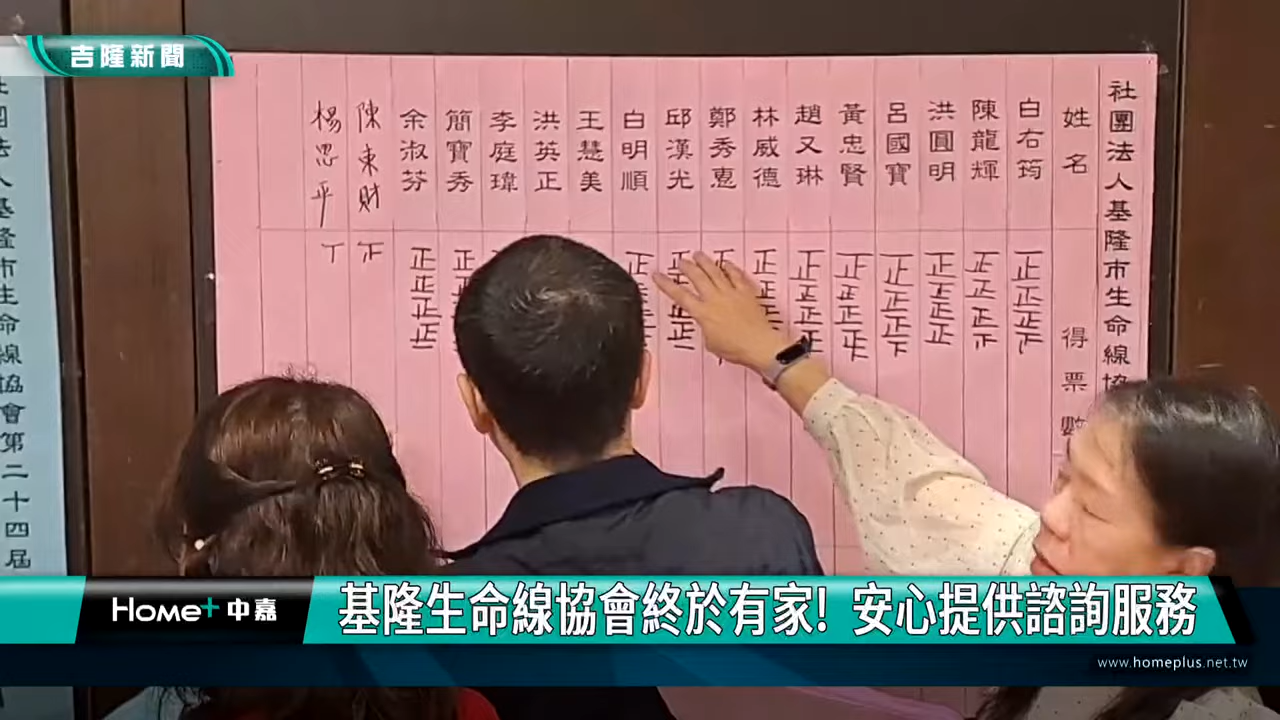 吉隆新聞
社團法人基隆市生命線協
姓名
得票數
白右筠
陳龍輝
洪圓明
呂國寶
黃忠賢
趙又琳
林威德
鄭秀惠
邱漢光
白明順
王慧美
洪英正
李庭瑋
簡寶秀
余淑芬
陳東財
楊思平
社團法人基隆市生命線協會第二十四屆
Home+中嘉
基隆生命線協會終於有家! 安心提供諮詢服務
www.homeplus.net.tw